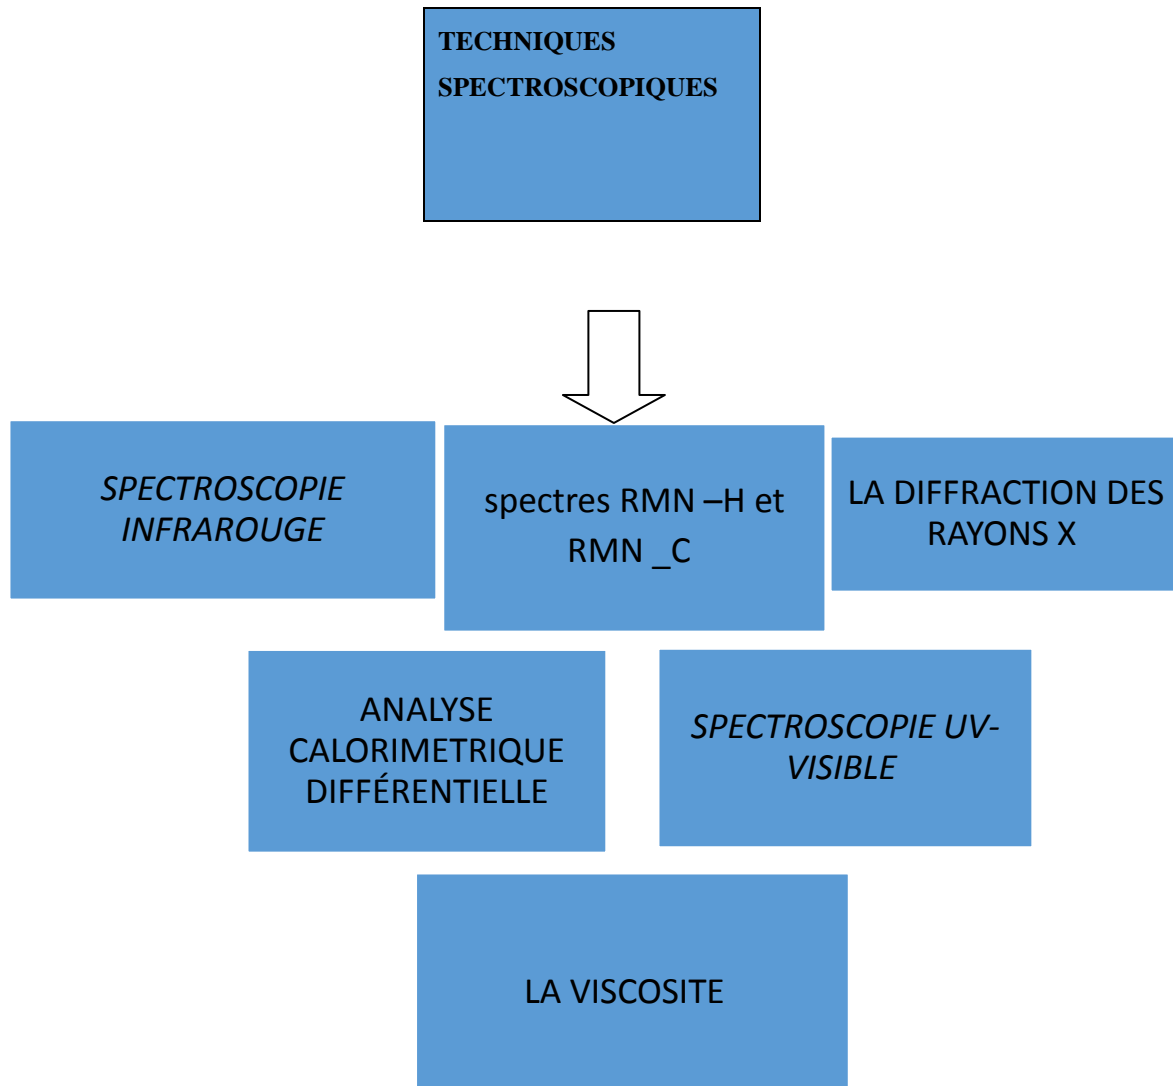 TECHNIQUES
SPECTROSCOPIQUES
SPECTROSCOPIE
INFRAROUGE
spectres RMN –H et
RMN _C
LA DIFFRACTION DES
RAYONS X
ANALYSE
CALORIMETRIQUE
DIFFÉRENTIELLE
SPECTROSCOPIE UV-
VISIBLE
LA VISCOSITE